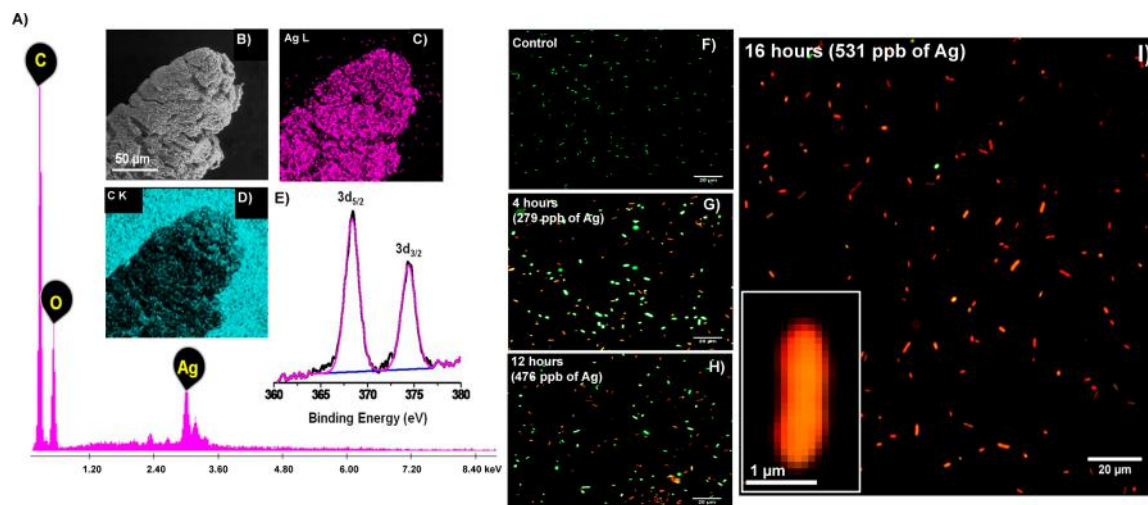 A)
C
O
Ag
1.20 2.40 3.60 4.80 6.00 7.20 8.40 keV
B)
50 µm
Ag L
C)
C K
D)
E)
3d5/2
3d3/2
360 365 370 375 380
Binding Energy (eV)
Control
F)
20 µm
4 hours
(279 ppb of Ag)
G)
20 µm
12 hours
(476 ppb of Ag)
H)
20 µm
16 hours (531 ppb of Ag)
I)
1 µm
20 µm